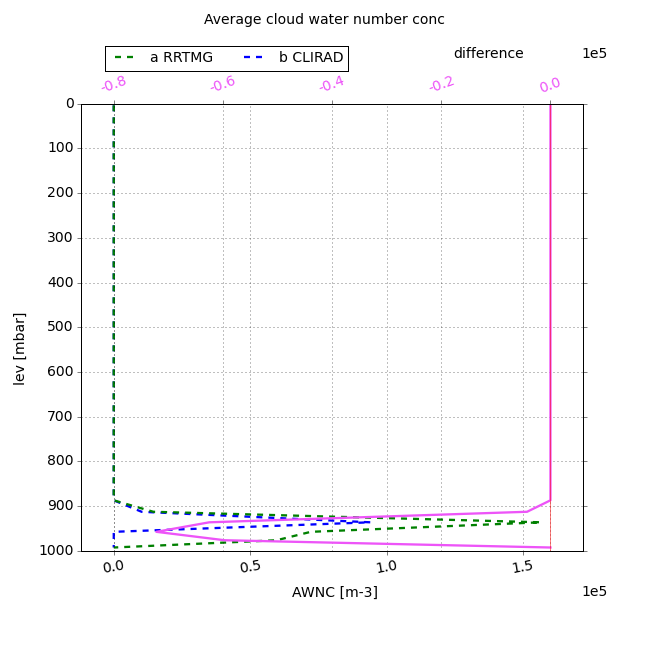 Average cloud water number conc
a RRTMG b CLIRAD difference 1e5
-0.8 -0.6 -0.4 -0.2 0.0
0
100
200
300
400
500
600
700
800
900
1000
lev [mbar]
0.0 0.5 1.0 1.5
AWNC [m-3] 1e5